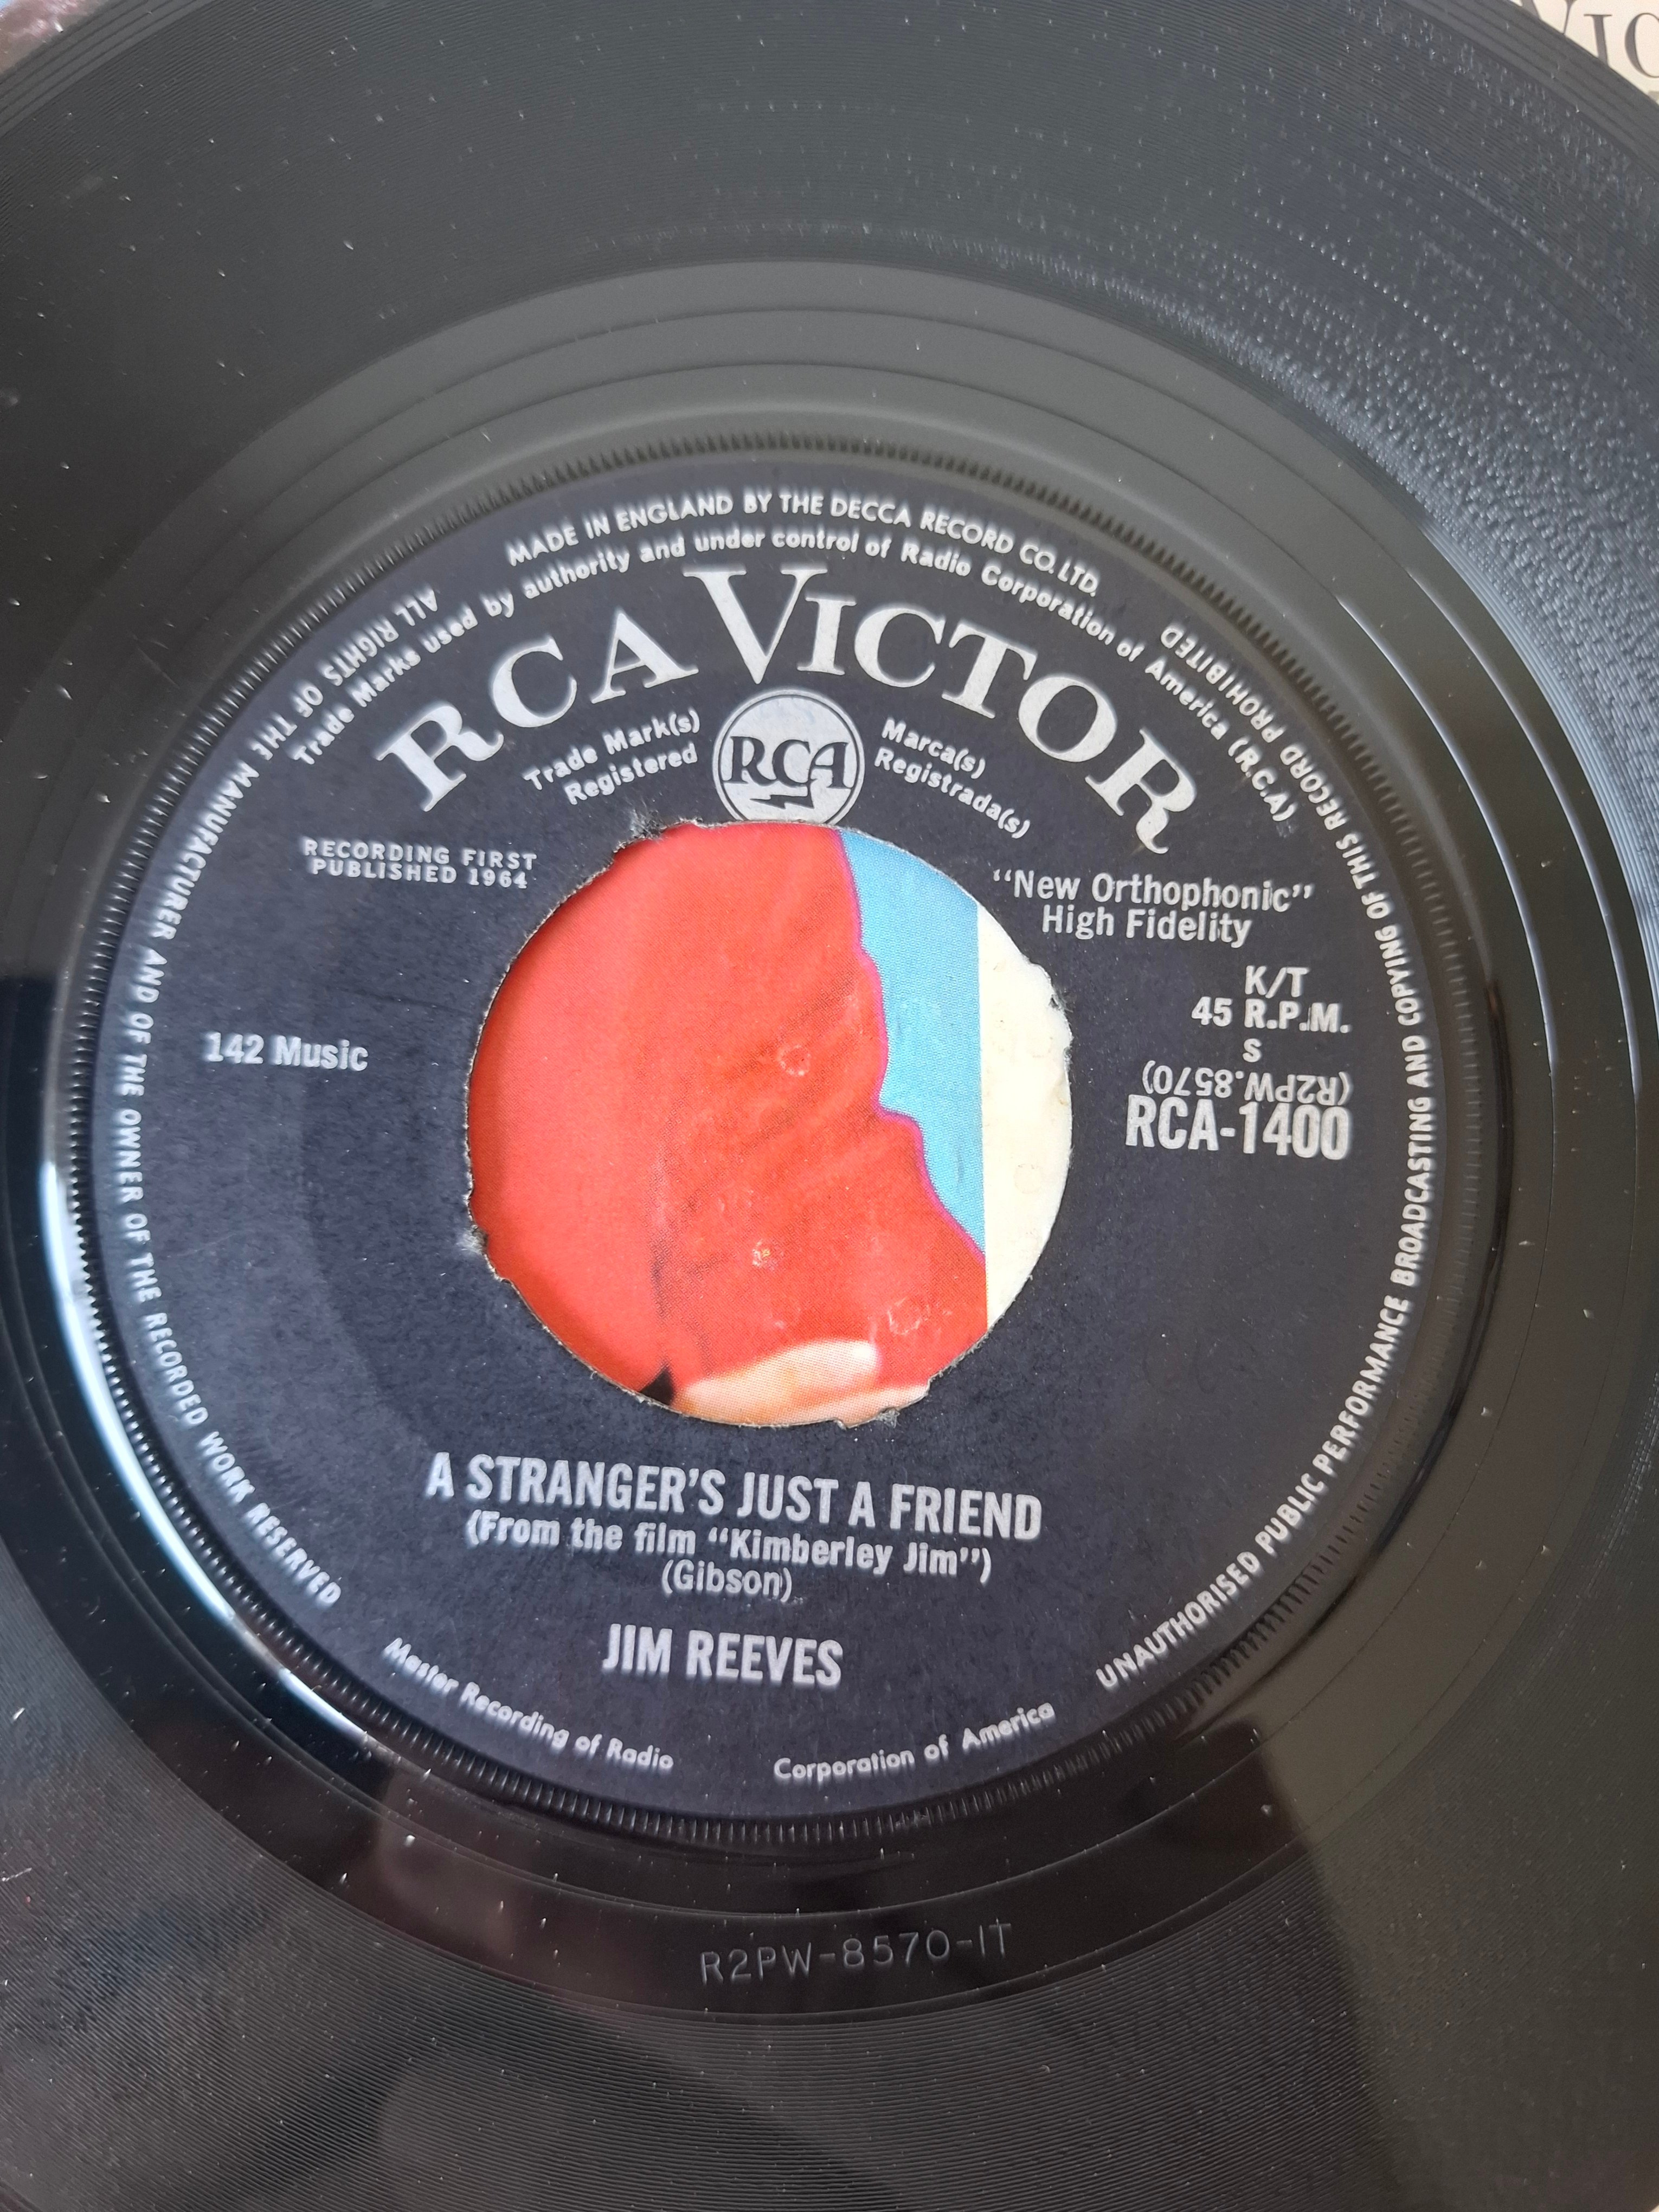 VIC
MADE IN ENGLAND BY THE DECCA RECORD CO. LTD.
ALL RIGHTS OF THE MANUFACTURER AND OF THE OWNER OF THE RECORDED WORK RESERVED
UNAUTHORISED PUBLIC PERFORMANCE BROADCASTING AND COPYING OF THIS RECORD PROHIBITED
Trade Marks used by authority and under control of Radio Corporation of America (R.C.A)
RCA VICTOR
Trade Mark(s)
Registered
RCA
Marca(s)
Registrada(s)
RECORDING FIRST
PUBLISHED 1964
“New Orthophonic”
High Fidelity
K/T
45 R.P.M.
S
(R2PW.8570)
RCA-1400
142 Music
A STRANGER'S JUST A FRIEND
(From the film “Kimberley Jim”)
(Gibson)
JIM REEVES
Master Recording of Radio Corporation of America
R2PW-8570-1T